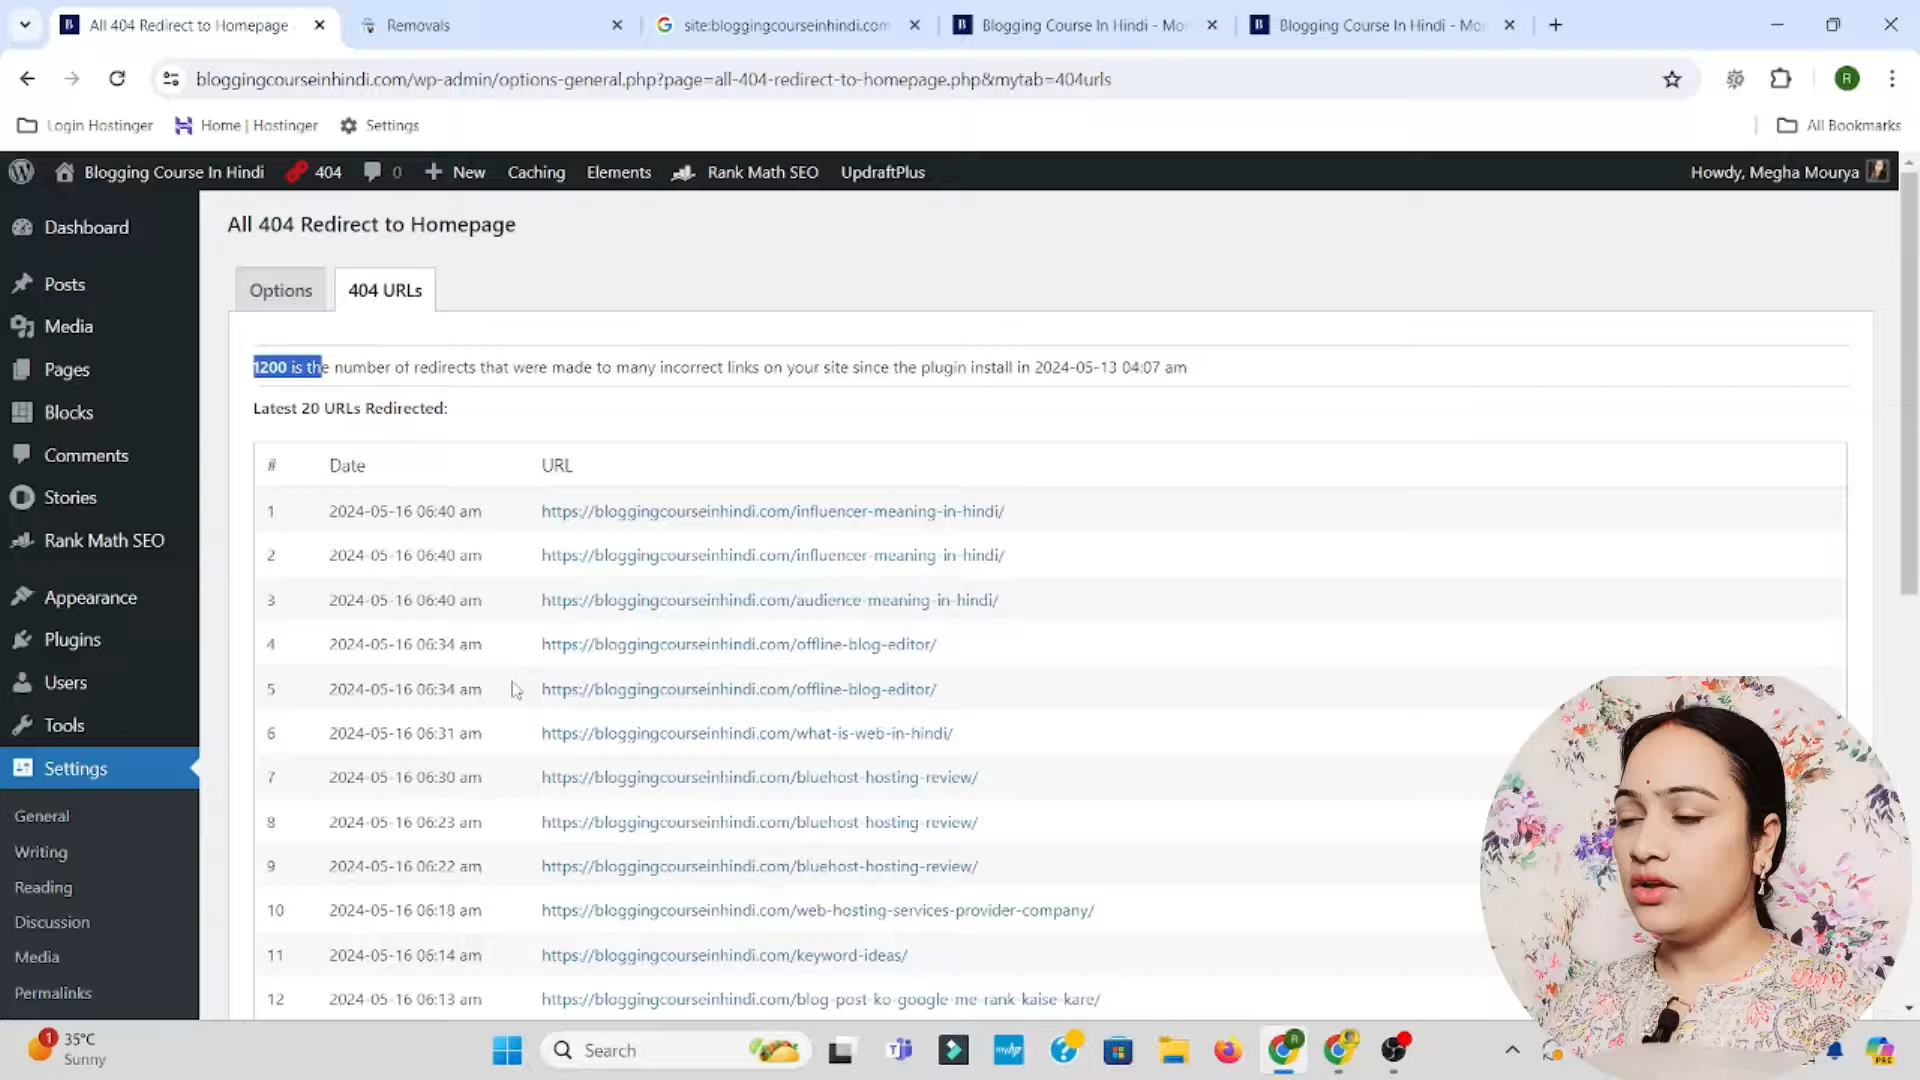 All 404 Redirect to Homepage
Removals
site:bloggingcourseinhindi.com
Blogging Course In Hindi - Mo
Blogging Course In Hindi - Mo
bloggingcourseinhindi.com/wp-admin/options-general.php?page=all-404-redirect-to-homepage.php&mytab=404urls
R
Login Hostinger
Home | Hostinger
Settings
All Bookmarks
Blogging Course In Hindi
404
0
New
Caching
Elements
Rank Math SEO
UpdraftPlus
Howdy, Megha Mourya
Dashboard
Posts
Media
Pages
Blocks
Comments
Stories
Rank Math SEO
Appearance
Plugins
Users
Tools
Settings
General
Writing
Reading
Discussion
Media
Permalinks
All 404 Redirect to Homepage
Options
404 URLs
1200 is the number of redirects that were made to many incorrect links on your site since the plugin install in 2024-05-13 04:07 am
Latest 20 URLs Redirected:
# Date URL
1 2024-05-16 06:40 am https://bloggingcourseinhindi.com/influencer-meaning-in-hindi/
2 2024-05-16 06:40 am https://bloggingcourseinhindi.com/influencer-meaning-in-hindi/
3 2024-05-16 06:40 am https://bloggingcourseinhindi.com/audience-meaning-in-hindi/
4 2024-05-16 06:34 am https://bloggingcourseinhindi.com/offline-blog-editor/
5 2024-05-16 06:34 am https://bloggingcourseinhindi.com/offline-blog-editor/
6 2024-05-16 06:31 am https://bloggingcourseinhindi.com/what-is-web-in-hindi/
7 2024-05-16 06:30 am https://bloggingcourseinhindi.com/bluehost-hosting-review/
8 2024-05-16 06:23 am https://bloggingcourseinhindi.com/bluehost-hosting-review/
9 2024-05-16 06:22 am https://bloggingcourseinhindi.com/bluehost-hosting-review/
10 2024-05-16 06:18 am https://bloggingcourseinhindi.com/web-hosting-services-provider-company/
11 2024-05-16 06:14 am https://bloggingcourseinhindi.com/keyword-ideas/
12 2024-05-16 06:13 am https://bloggingcourseinhindi.com/blog-post-ko-google-me-rank-kaise-kare/
1
35°C
Sunny
Search
myhp
R
PRE